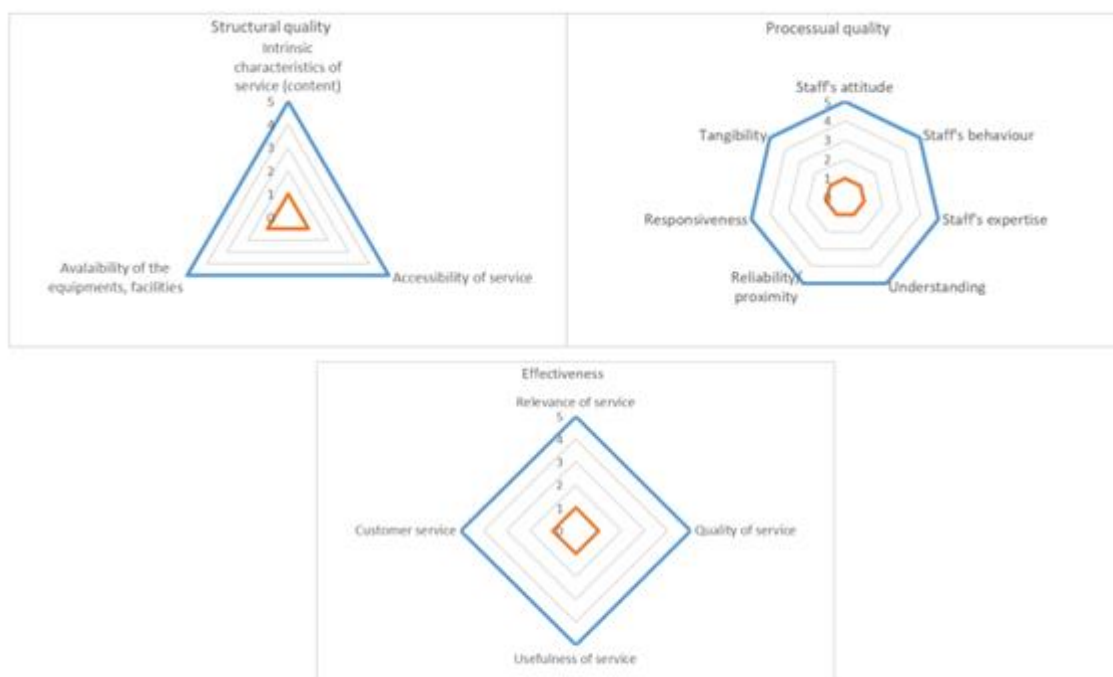 Structural quality
Intrinsic
characteristics of
service (content)
5
4
3
2
1
0
Avalaibility of the
equipments, facilities
Accessibility of service
Processual quality
Staff's attitude
5
4
3
2
1
0
Tangibility
Staff's behaviour
Responsiveness
Staff's expertise
Reliability/
proximity
Understanding
Effectiveness
Relevance of service
5
4
3
2
1
0
Customer service
Quality of service
Usefulness of service